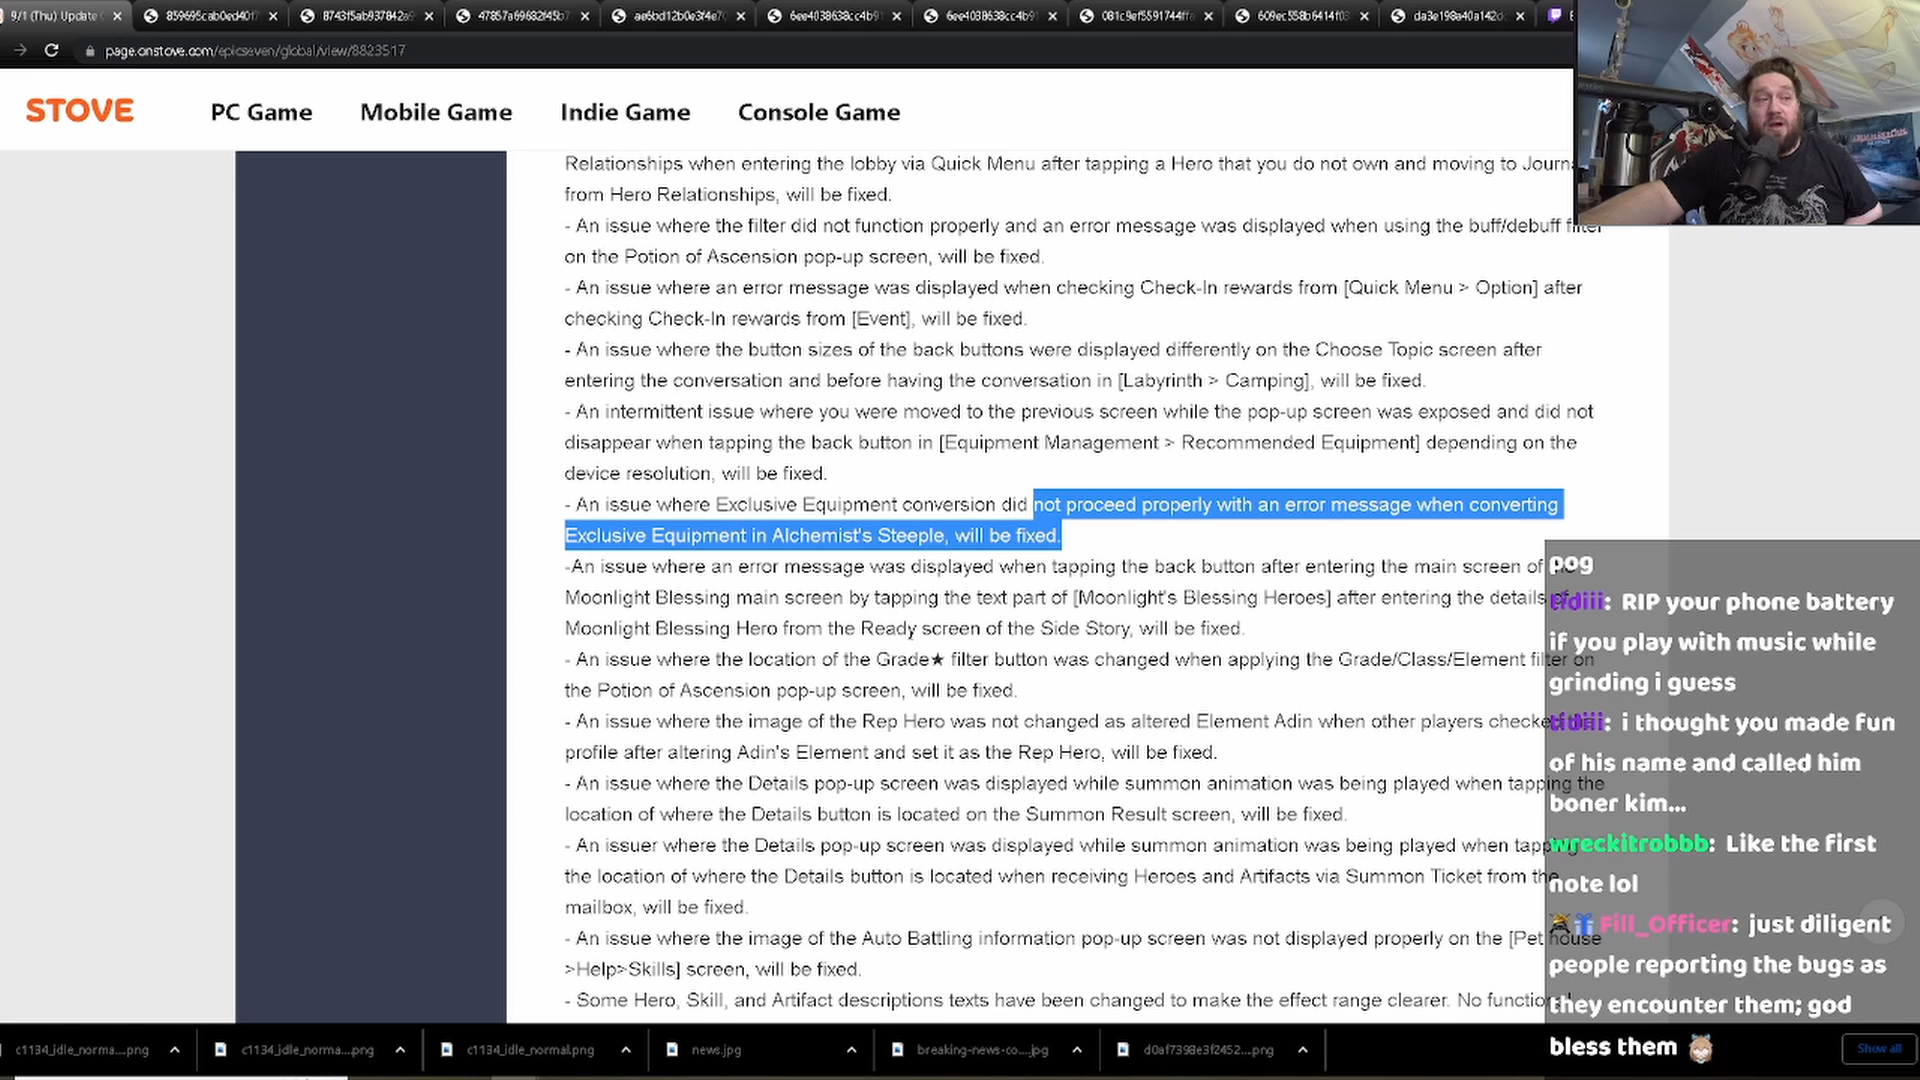 9/1 (Thu) Update
859695cab0ed40f7
8743f5ab937842a9
47857a69682f45b7
ae6bd12b0e3f4e70
6ee4038638cc4b91
6ee4038638cc4b91
081c9ef5591744ffa
609ec558b6414f03
da3e198a40a142d
page.onstove.com/epicseven/global/view/8823517
STOVE
PC Game
Mobile Game
Indie Game
Console Game
Relationships when entering the lobby via Quick Menu after tapping a Hero that you do not own and moving to Journ
from Hero Relationships, will be fixed.
- An issue where the filter did not function properly and an error message was displayed when using the buff/debuff filter
on the Potion of Ascension pop-up screen, will be fixed.
- An issue where an error message was displayed when checking Check-In rewards from [Quick Menu > Option] after
checking Check-In rewards from [Event], will be fixed.
- An issue where the button sizes of the back buttons were displayed differently on the Choose Topic screen after
entering the conversation and before having the conversation in [Labyrinth > Camping], will be fixed.
- An intermittent issue where you were moved to the previous screen while the pop-up screen was exposed and did not
disappear when tapping the back button in [Equipment Management > Recommended Equipment] depending on the
device resolution, will be fixed.
- An issue where Exclusive Equipment conversion did not proceed properly with an error message when converting
Exclusive Equipment in Alchemist's Steeple, will be fixed.
-An issue where an error message was displayed when tapping the back button after entering the main screen of
Moonlight Blessing main screen by tapping the text part of [Moonlight's Blessing Heroes] after entering the details
Moonlight Blessing Hero from the Ready screen of the Side Story, will be fixed.
- An issue where the location of the Grade★ filter button was changed when applying the Grade/Class/Element filter on
the Potion of Ascension pop-up screen, will be fixed.
- An issue where the image of the Rep Hero was not changed as altered Element Adin when other players checked
profile after altering Adin's Element and set it as the Rep Hero, will be fixed.
- An issue where the Details pop-up screen was displayed while summon animation was being played when tapping the
location of where the Details button is located on the Summon Result screen, will be fixed.
- An issuer where the Details pop-up screen was displayed while summon animation was being played when tapping
the location of where the Details button is located when receiving Heroes and Artifacts via Summon Ticket from the
mailbox, will be fixed.
- An issue where the image of the Auto Battling information pop-up screen was not displayed properly on the [Pet house
>Help>Skills] screen, will be fixed.
- Some Hero, Skill, and Artifact descriptions texts have been changed to make the effect range clearer. No function
pog
tidiii: RIP your phone battery
if you play with music while
grinding i guess
tidiii: i thought you made fun
of his name and called him
boner kim...
wreckitrobbb: Like the first
note lol
Fill_Officer: just diligent
people reporting the bugs as
they encounter them; god
bless them
c1134_idle_norma....png
c1134_idle_norma...png
c1134_idle_normal.png
news.jpg
breaking-news-co....jpg
d0af7398e3f2452...png
Show all